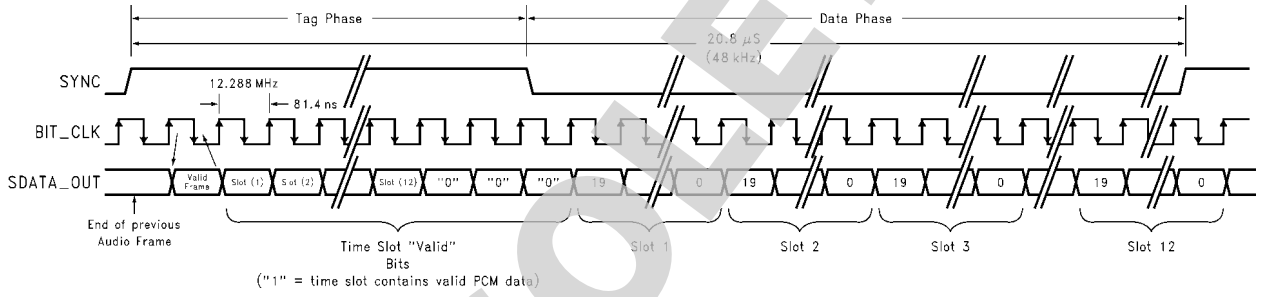 Tag Phase
Data Phase
20.8 μS
(48 kHz)
SYNC
12.288 MHz
81.4 ns
BIT_CLK
SDATA_OUT
Valid Frame
Slot (1)
Slot (2)
Slot (12)
"0"
"0"
"0"
19
0
19
0
19
0
19
0
End of previous
Audio Frame
Time Slot "Valid"
Bits
("1" = time slot contains valid PCM data)
Slot 1
Slot 2
Slot 3
Slot 12